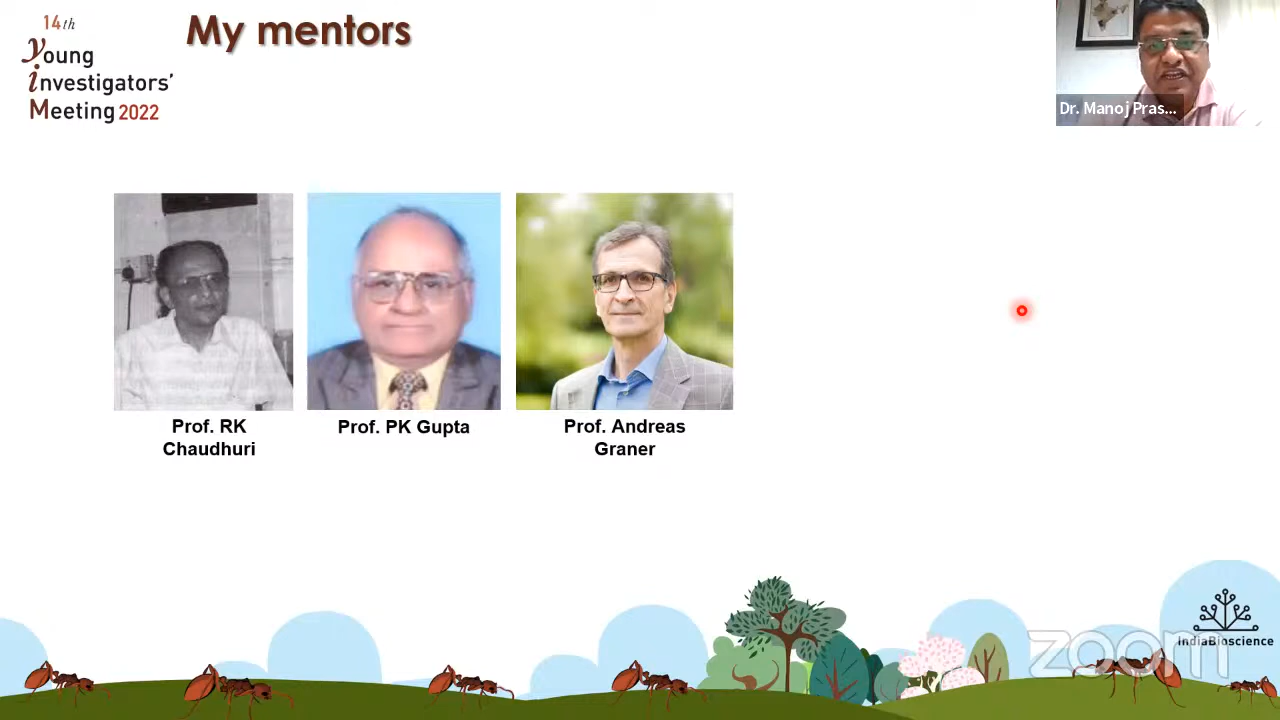 14th
Young
investigators’
Meeting 2022
My mentors
Dr. Manoj Pras...
Prof. RK
Chaudhuri
Prof. PK Gupta
Prof. Andreas
Graner
zoom
IndiaBioscience